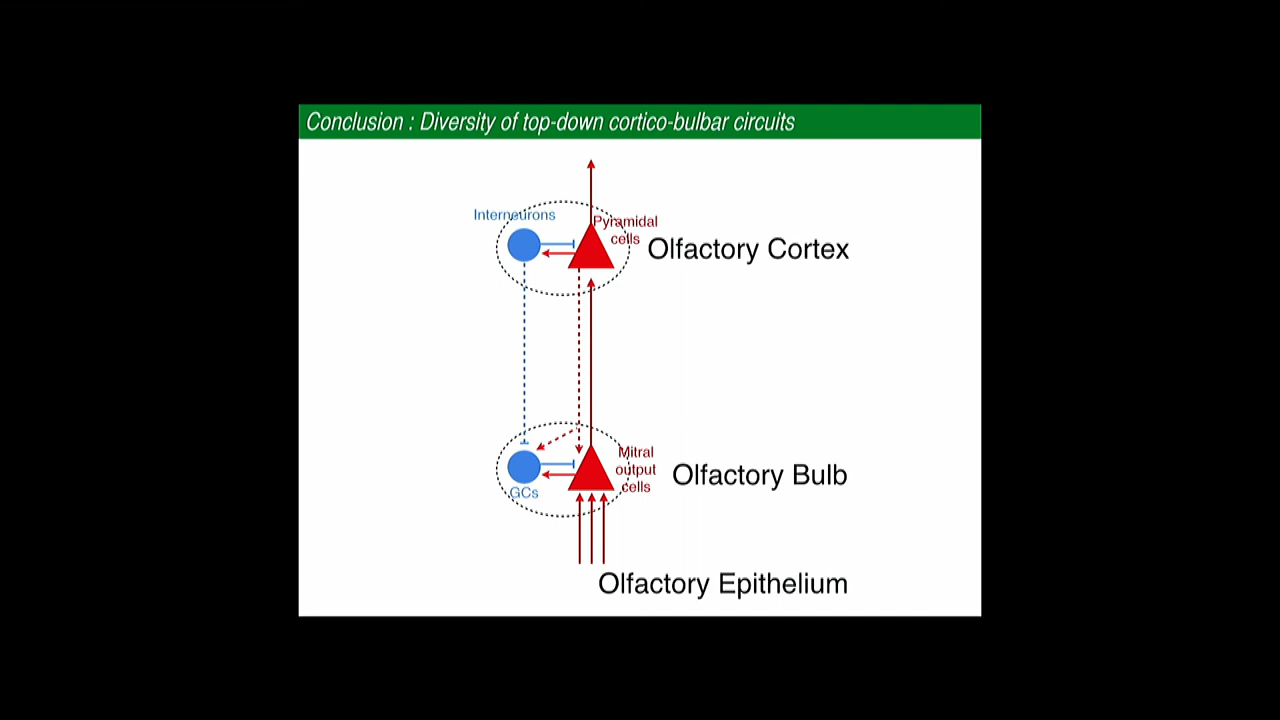 Conclusion : Diversity of top-down cortico-bulbar circuits
Interneurons
Pyramidal
cells
Olfactory Cortex
Mitral
output
cells
GCs
Olfactory Bulb
Olfactory Epithelium